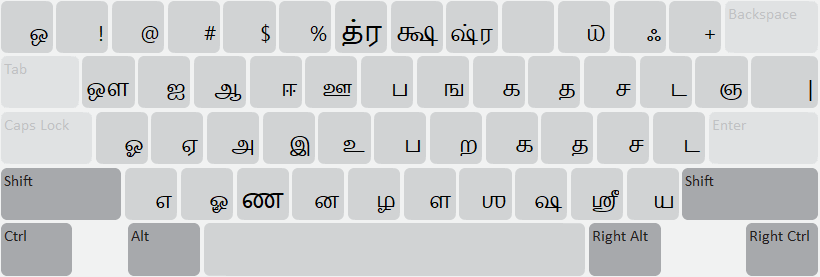 ஒ ! @ # $ % த்ர க்ஷ ஷ்ர ஃ + Backspace
Tab ஔ ஐ ஆ ஈ ஊ ப ங க த ச ட ஞ |
Caps Lock ஓ ஏ அ இ உ ப ற க த ச ட Enter
Shift எ ௐ ண ன ழ ள ஶ ஷ ஸ்ரீ ய Shift
Ctrl Alt Right Alt Right Ctrl